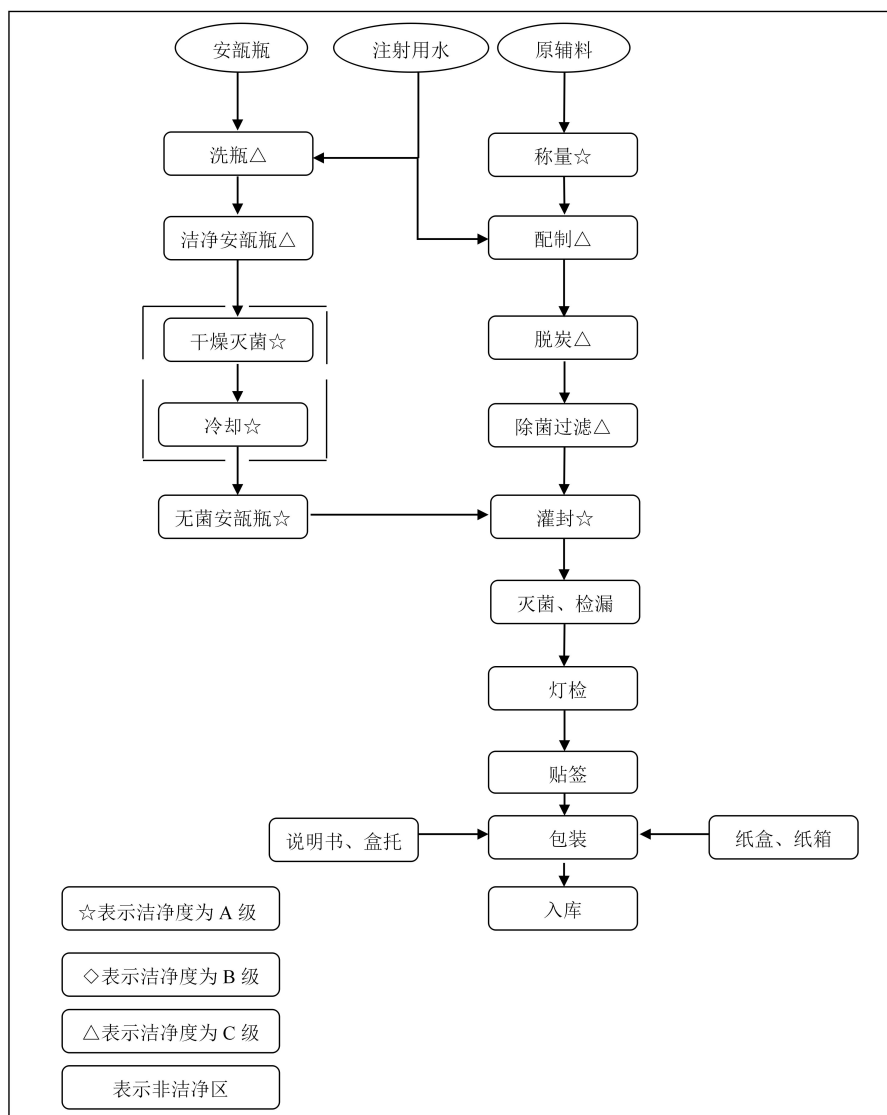 安瓿瓶
注射用水
原辅料
洗瓶△
称量☆
洁净安瓿瓶△
配制△
干燥灭菌☆
脱炭△
冷却☆
除菌过滤△
无菌安瓿瓶☆
灌封☆
灭菌、检漏
灯检
贴签
说明书、盒托
包装
纸盒、纸箱
入库
☆表示洁净度为 A 级
◇表示洁净度为 B 级
△表示洁净度为 C 级
表示非洁净区